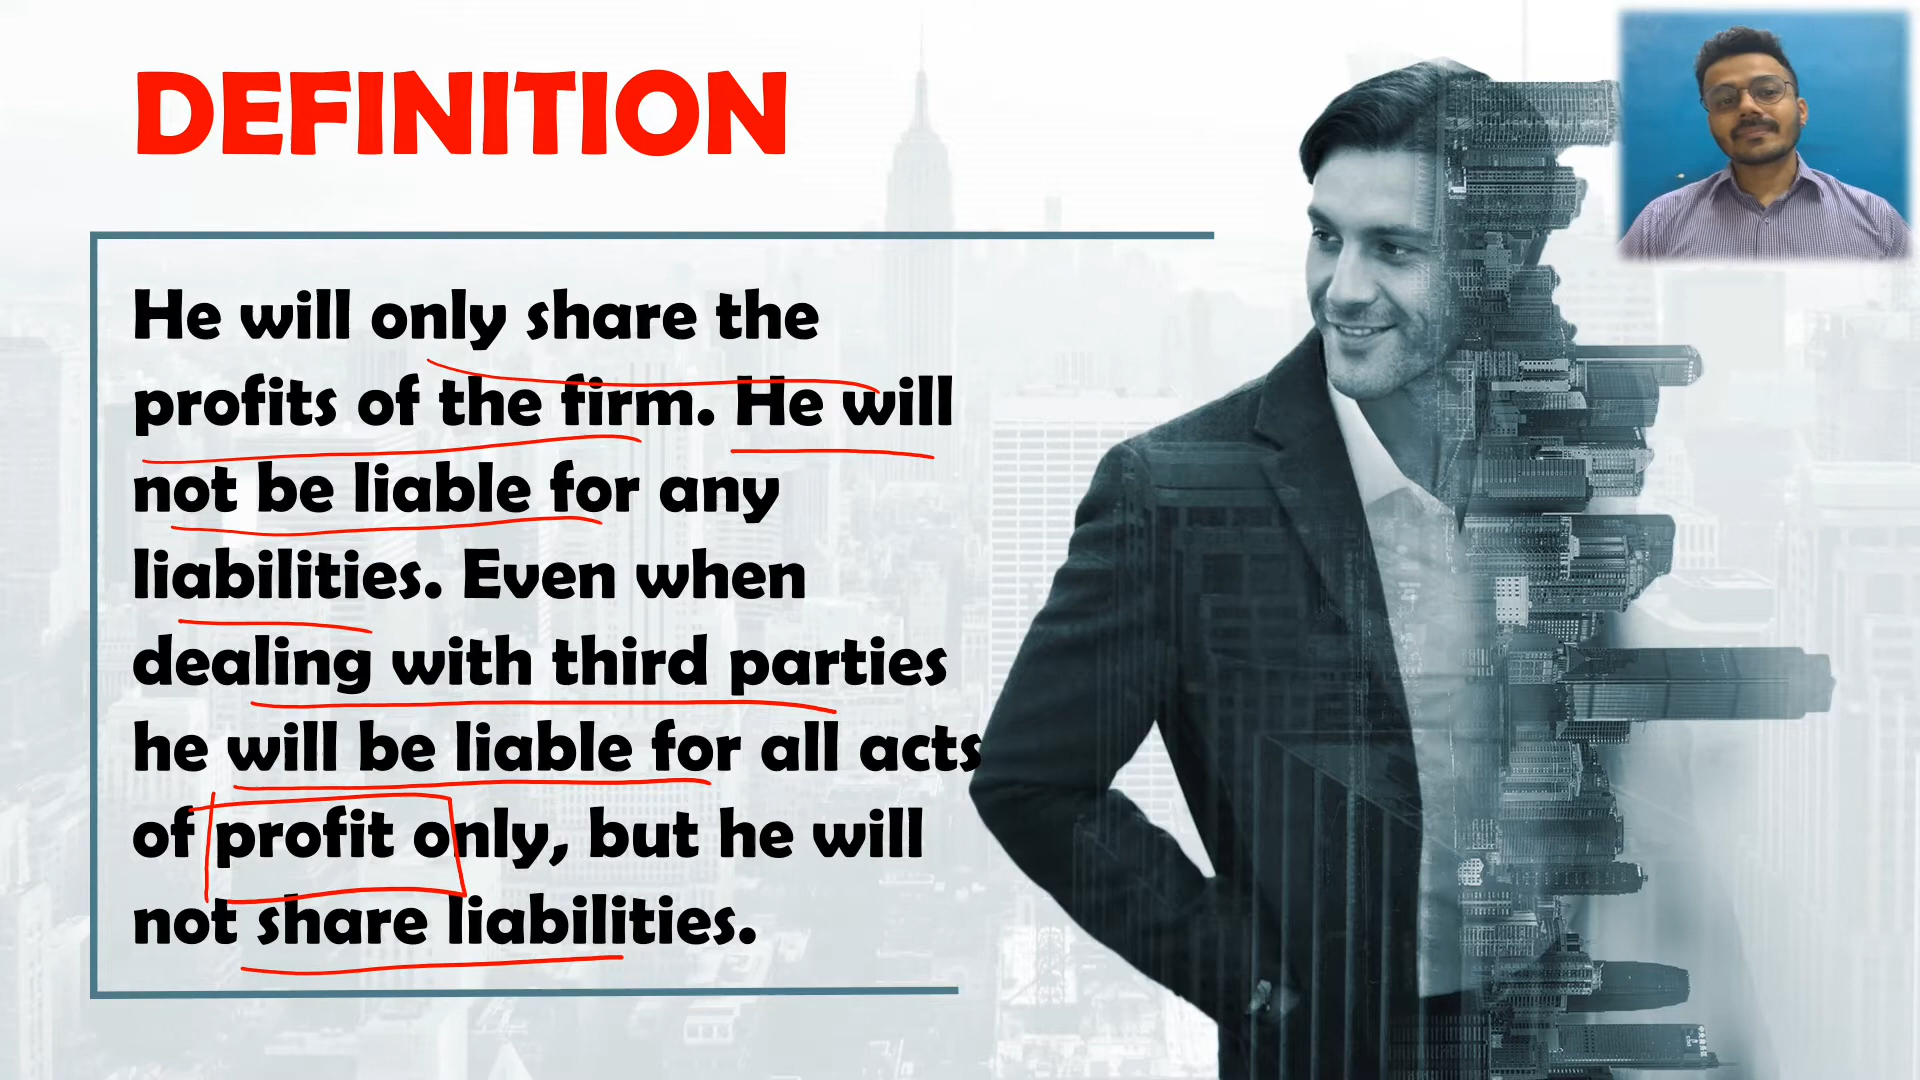 DEFINITION
He will only share the
profits of the firm. He will
not be liable for any
liabilities. Even when
dealing with third parties
he will be liable for all acts
of profit only, but he will
not share liabilities.